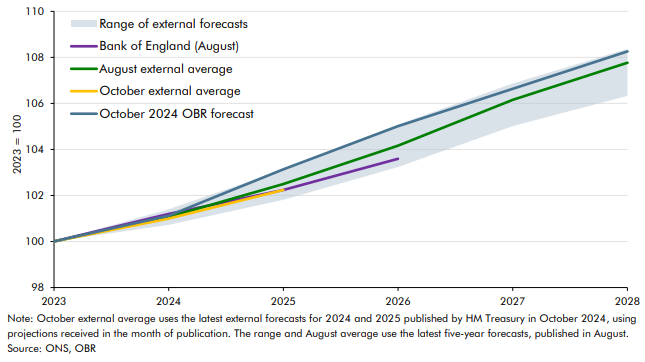 110
108
106
104
102
100
98
2023 = 100
Range of external forecasts
Bank of England (August)
August external average
October external average
October 2024 OBR forecast
2023 2024 2025 2026 2027 2028
Note: October external average uses the latest external forecasts for 2024 and 2025 published by HM Treasury in October 2024, using
projections received in the month of publication. The range and August average use the latest five-year forecasts, published in August.
Source: ONS, OBR